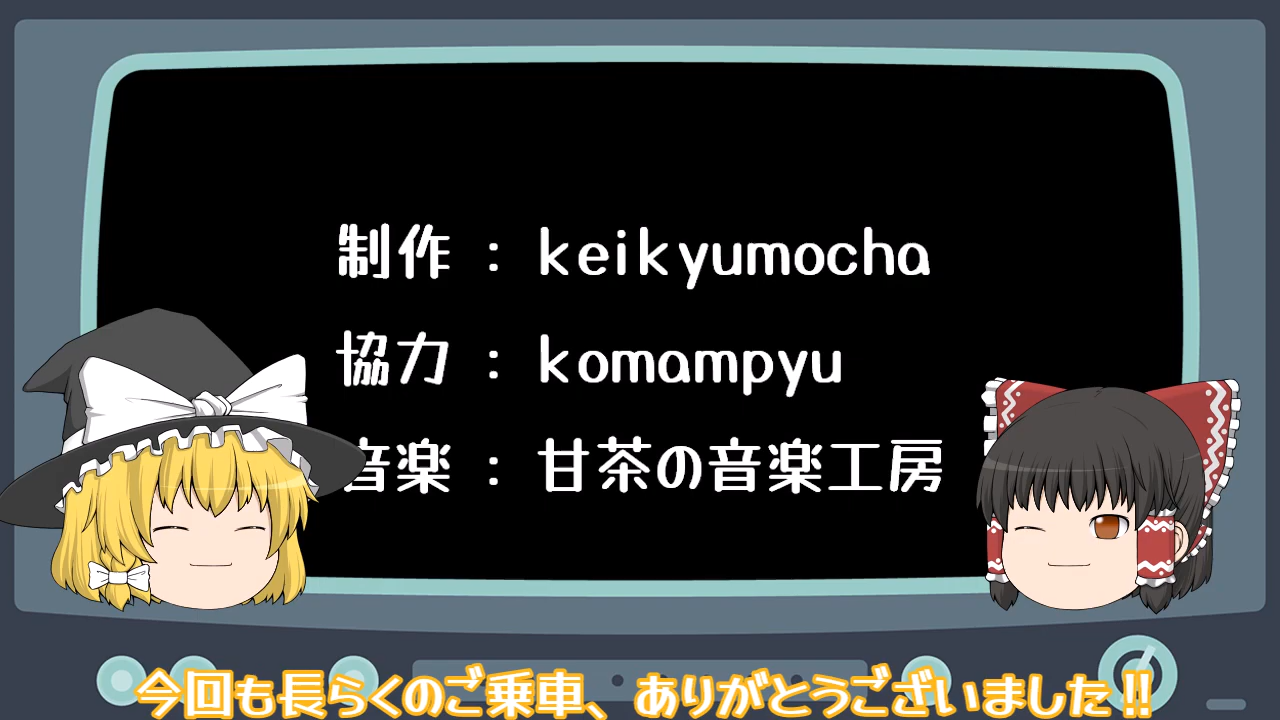 制作 : keikyumocha
協力 : komampyu
音楽 : 甘茶の音楽工房
今回も長らくのご乗車、ありがとうございました!!